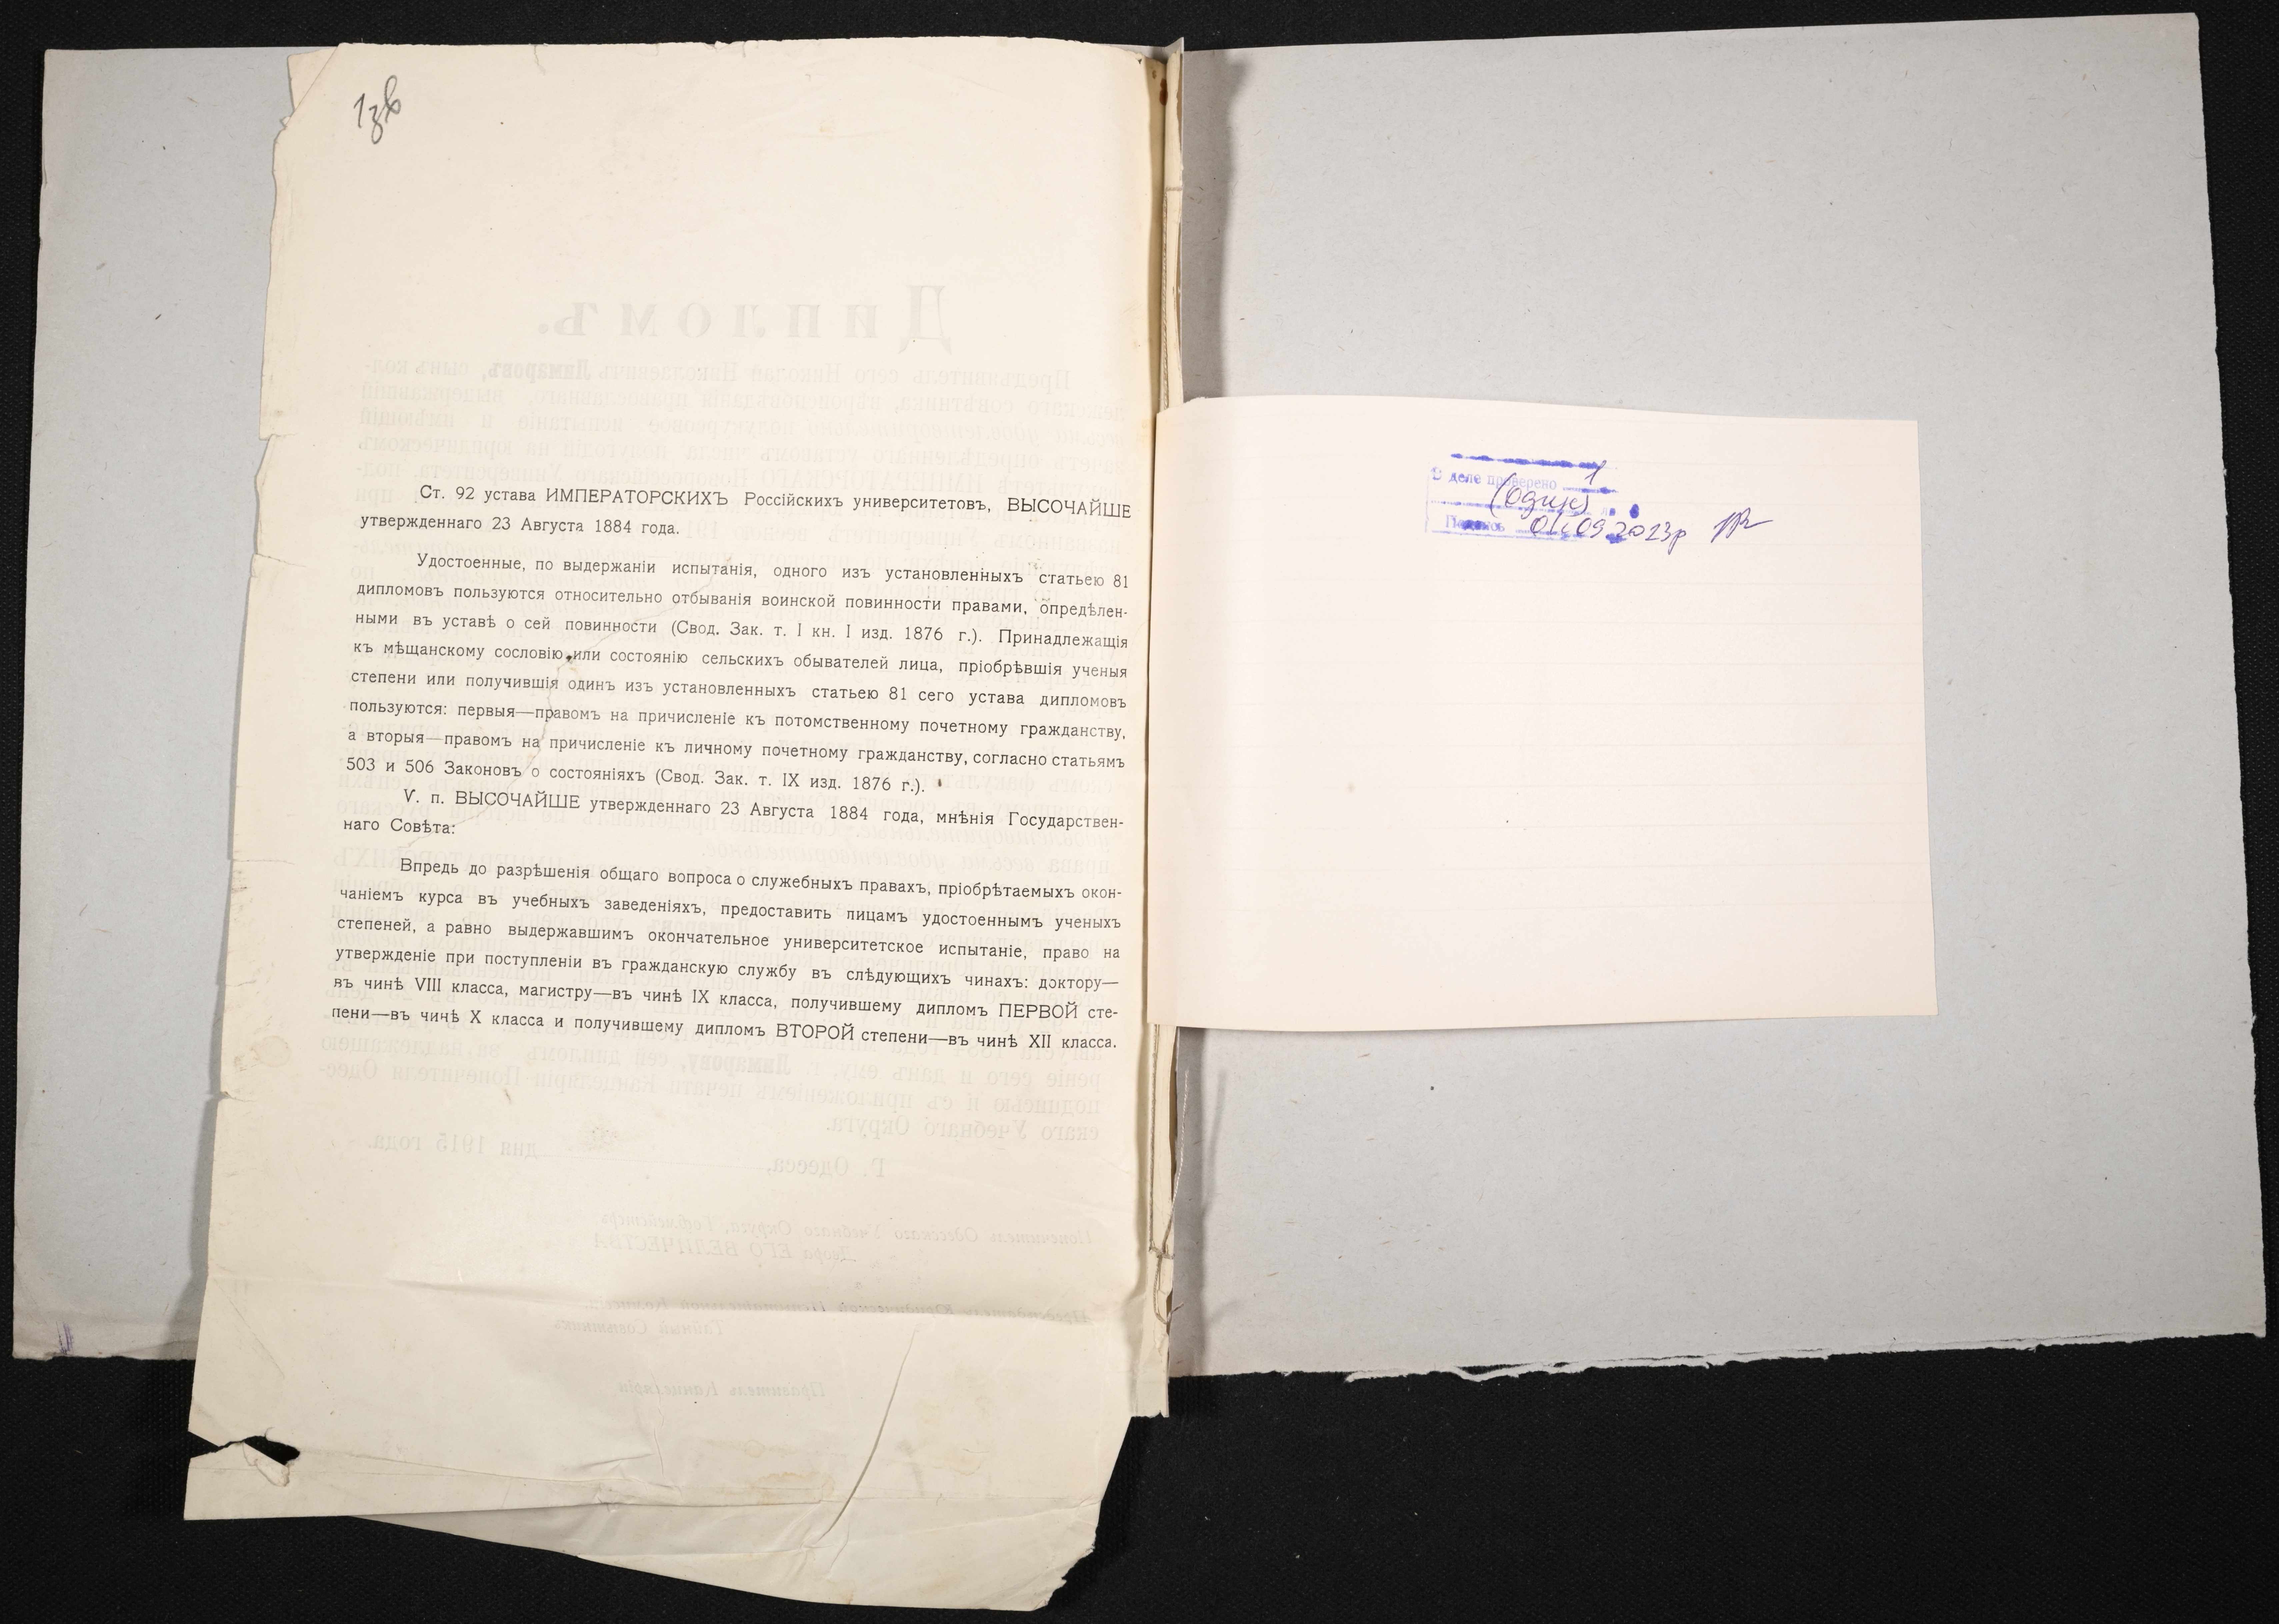 1зв
Ст. 92 устава ИМПЕРАТОРСКИХЪ Россійскихъ университетовъ, ВЫСОЧАЙШЕ
утвержденнаго 23 Августа 1884 года.
Удостоенные, по выдержаніи испытанія, одного изъ установленныхъ статьею 81
дипломовъ пользуются относительно отбыванія воинской повинности правами, опредѣлен-
ными въ уставѣ о сей повинности (Свод. Зак. т. I кн. I изд. 1876 г.). Принадлежащія
къ мѣщанскому сословію или состоянію сельскихъ обывателей лица, пріобрѣвшія ученыя
степени или получившія одинъ изъ установленныхъ статьею 81 сего устава дипломовъ
пользуются: первыя—правомъ на причисленіе къ потомственному почетному гражданству,
а вторыя—правомъ на причисленіе къ личному почетному гражданству, согласно статьямъ
503 и 506 Законовъ о состояніяхъ (Свод. Зак. т. IX изд. 1876 г.).
V. п. ВЫСОЧАЙШЕ утвержденнаго 23 Августа 1884 года, мнѣнія Государствен-
наго Совѣта:
Впредь до разрѣшенія общаго вопроса о служебныхъ правахъ, пріобрѣтаемыхъ окон-
чаніемъ курса въ учебныхъ заведеніяхъ, предоставить лицамъ удостоеннымъ ученыхъ
степеней, а равно выдержавшимъ окончательное университетское испытаніе, право на
утвержденіе при поступленіи въ гражданскую службу въ слѣдующихъ чинахъ: доктору—
въ чинѣ VIII класса, магистру—въ чинѣ IX класса, получившему дипломъ ПЕРВОЙ сте-
пени—въ чинѣ X класса и получившему дипломъ ВТОРОЙ степени—въ чинѣ XII класса.
В деле проверено 1
(один)
Подпись 01.09.2023р